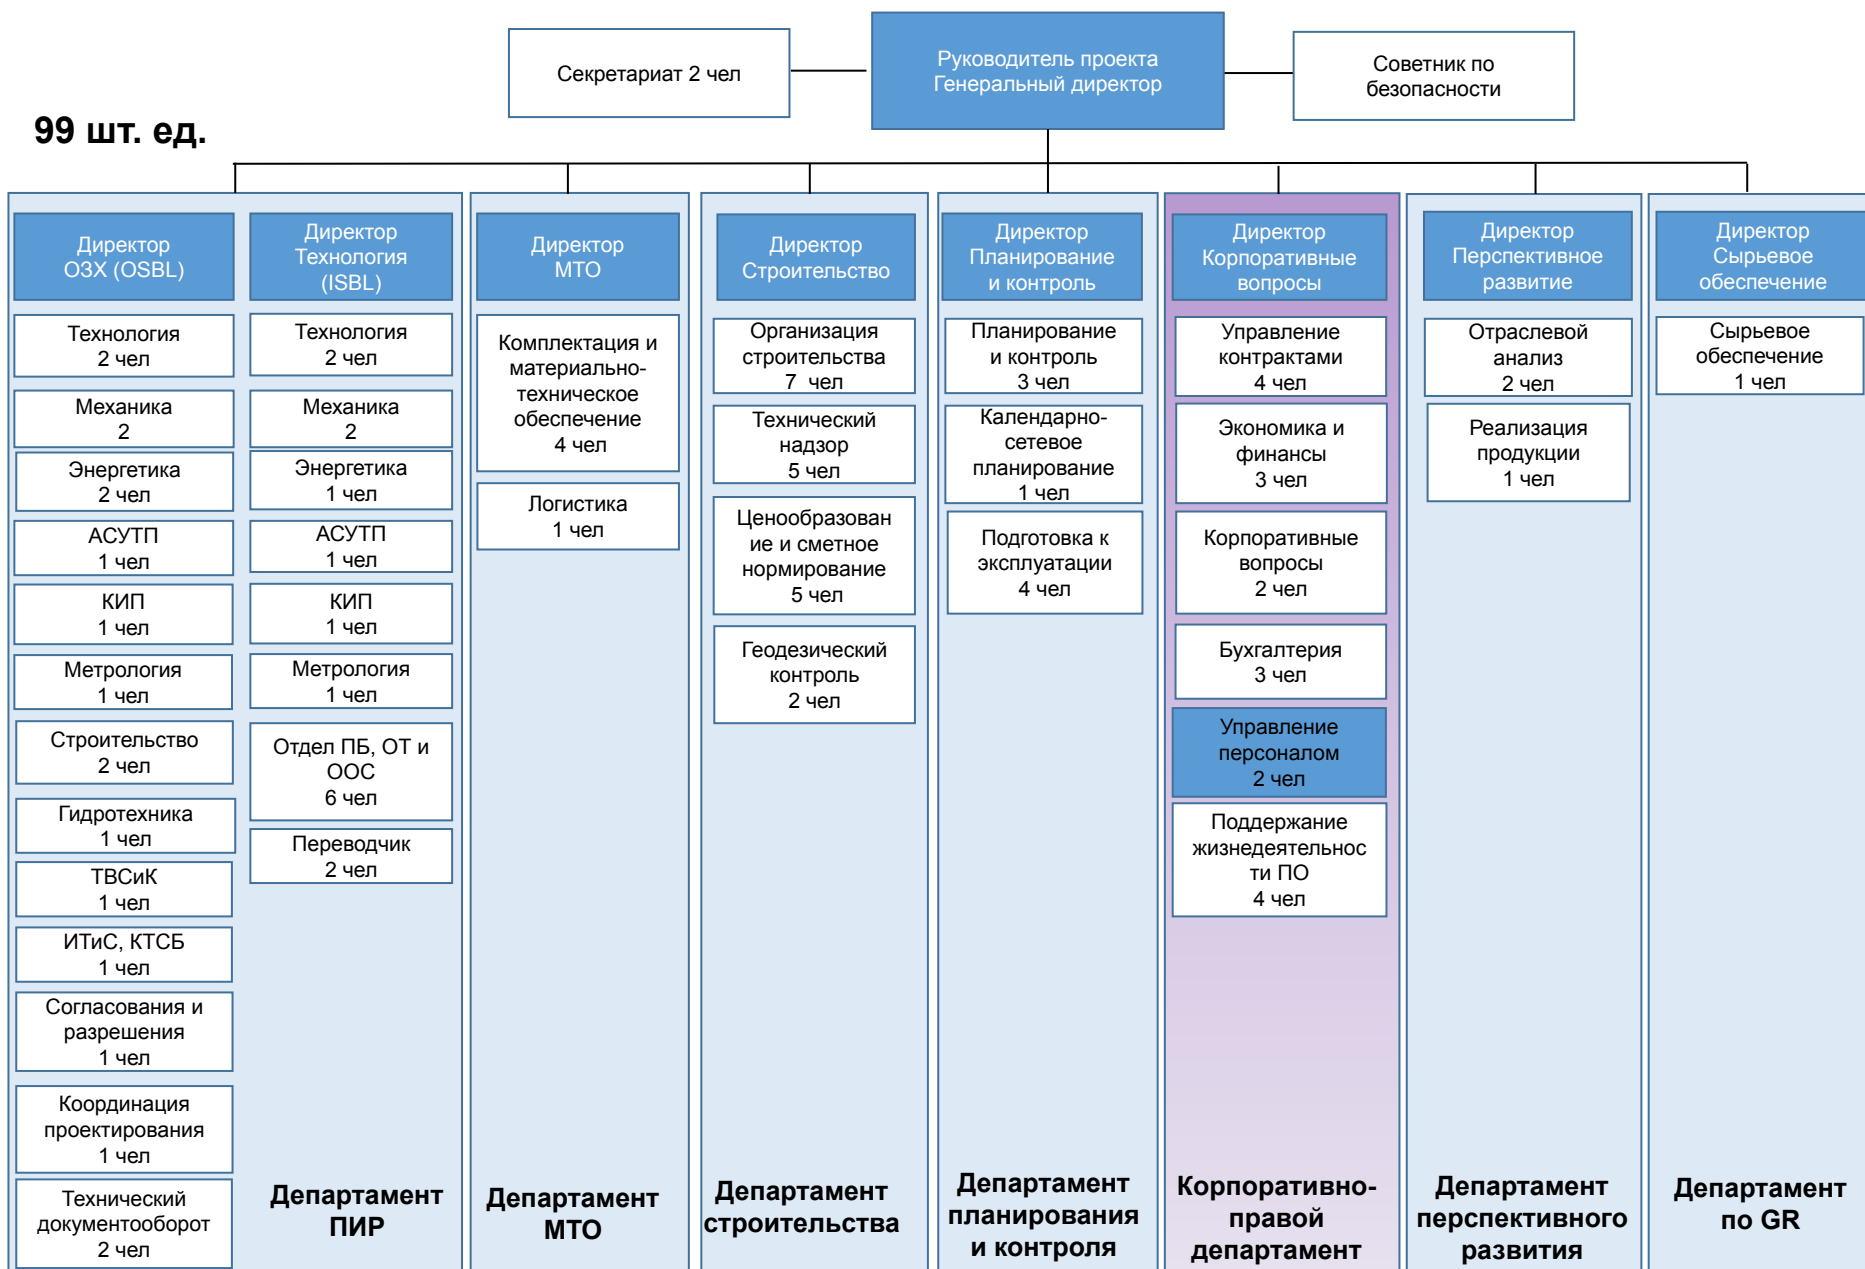 Секретариат 2 чел
Руководитель проекта
Генеральный директор
Советник по
безопасности
99 шт. ед.
Директор
ОЗХ (OSBL)
Технология
2 чел
Механика
2
Энергетика
2 чел
АСУТП
1 чел
КИП
1 чел
Метрология
1 чел
Строительство
2 чел
Гидротехника
1 чел
ТВСиК
1 чел
ИТиС, КТСБ
1 чел
Согласования и
разрешения
1 чел
Координация
проектирования
1 чел
Технический
документооборот
2 чел
Директор
Технология
(ISBL)
Технология
2 чел
Механика
2
Энергетика
1 чел
АСУТП
1 чел
КИП
1 чел
Метрология
1 чел
Отдел ПБ, ОТ и
ООС
6 чел
Переводчик
2 чел
Департамент
ПИР
Директор
МТО
Комплектация и
материально-
техническое
обеспечение
4 чел
Логистика
1 чел
Департамент
МТО
Директор
Строительство
Организация
строительства
7 чел
Технический
надзор
5 чел
Ценообразован
ие и сметное
нормирование
5 чел
Геодезический
контроль
2 чел
Департамент
строительства
Директор
Планирование
и контроль
Планирование
и контроль
3 чел
Календарно-
сетевое
планирование
1 чел
Подготовка к
эксплуатации
4 чел
Департамент
планирования
и контроля
Директор
Корпоративные
вопросы
Управление
контрактами
4 чел
Экономика и
финансы
3 чел
Корпоративные
вопросы
2 чел
Бухгалтерия
3 чел
Управление
персоналом
2 чел
Поддержание
жизнедеятельнос
ти ПО
4 чел
Корпоративно-
правой
департамент
Директор
Перспективное
развитие
Отраслевой
анализ
2 чел
Реализация
продукции
1 чел
Департамент
перспективного
развития
Директор
Сырьевое
обеспечение
Сырьевое
обеспечение
1 чел
Департамент
по GR